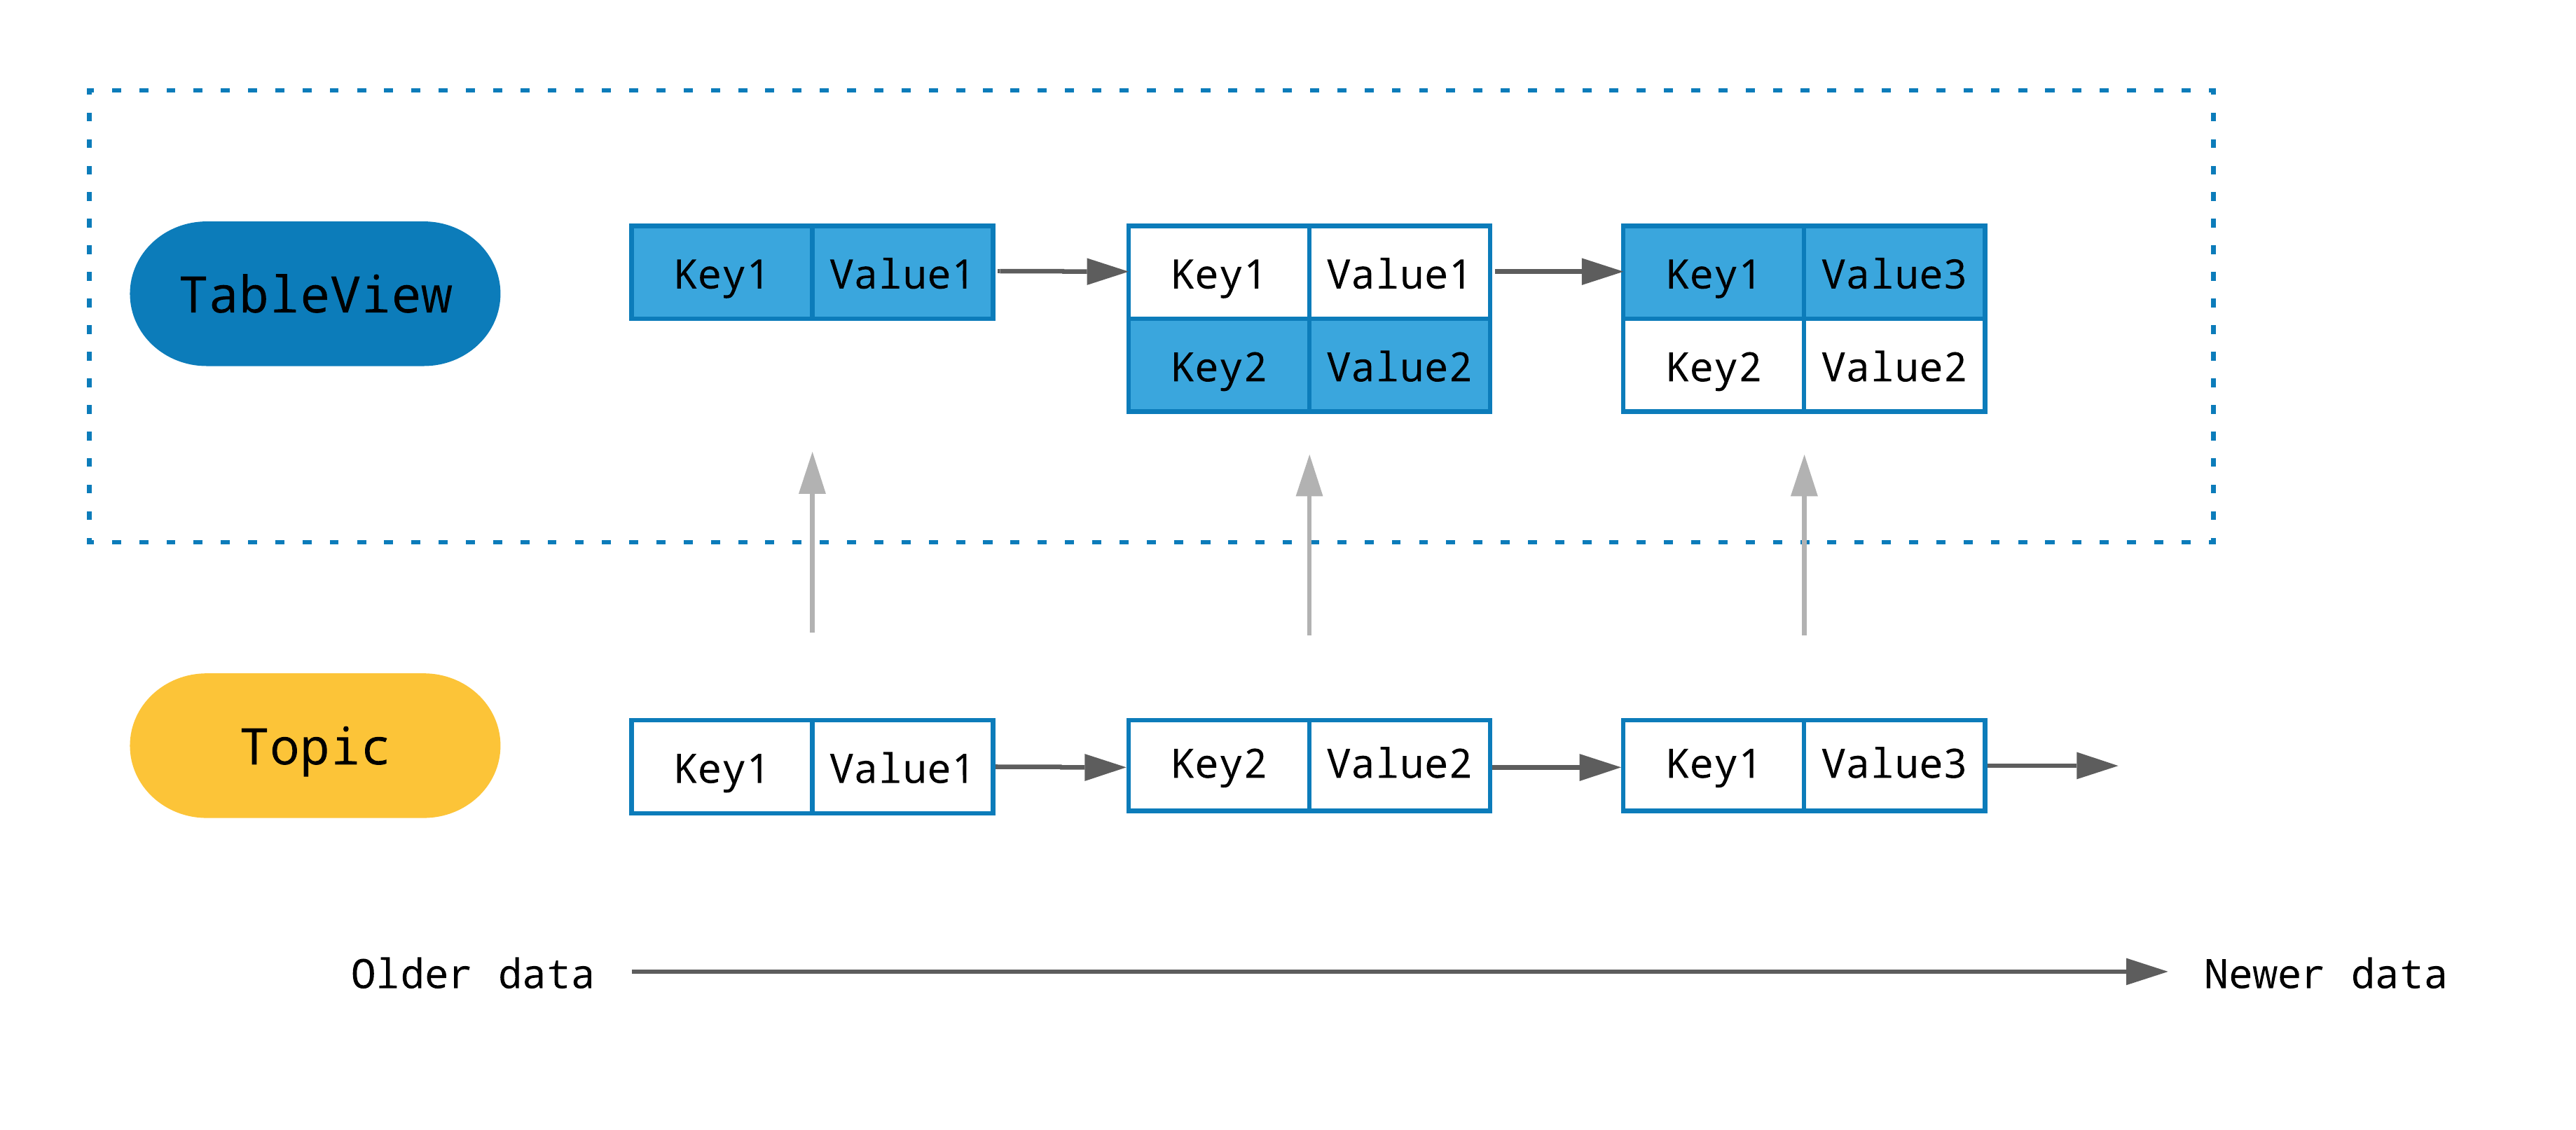 TableView
Key1 Value1 Key1 Value1 Key1 Value3
Key2 Value2 Key2 Value2
Topic
Key1 Value1 Key2 Value2 Key1 Value3
Older data Newer data